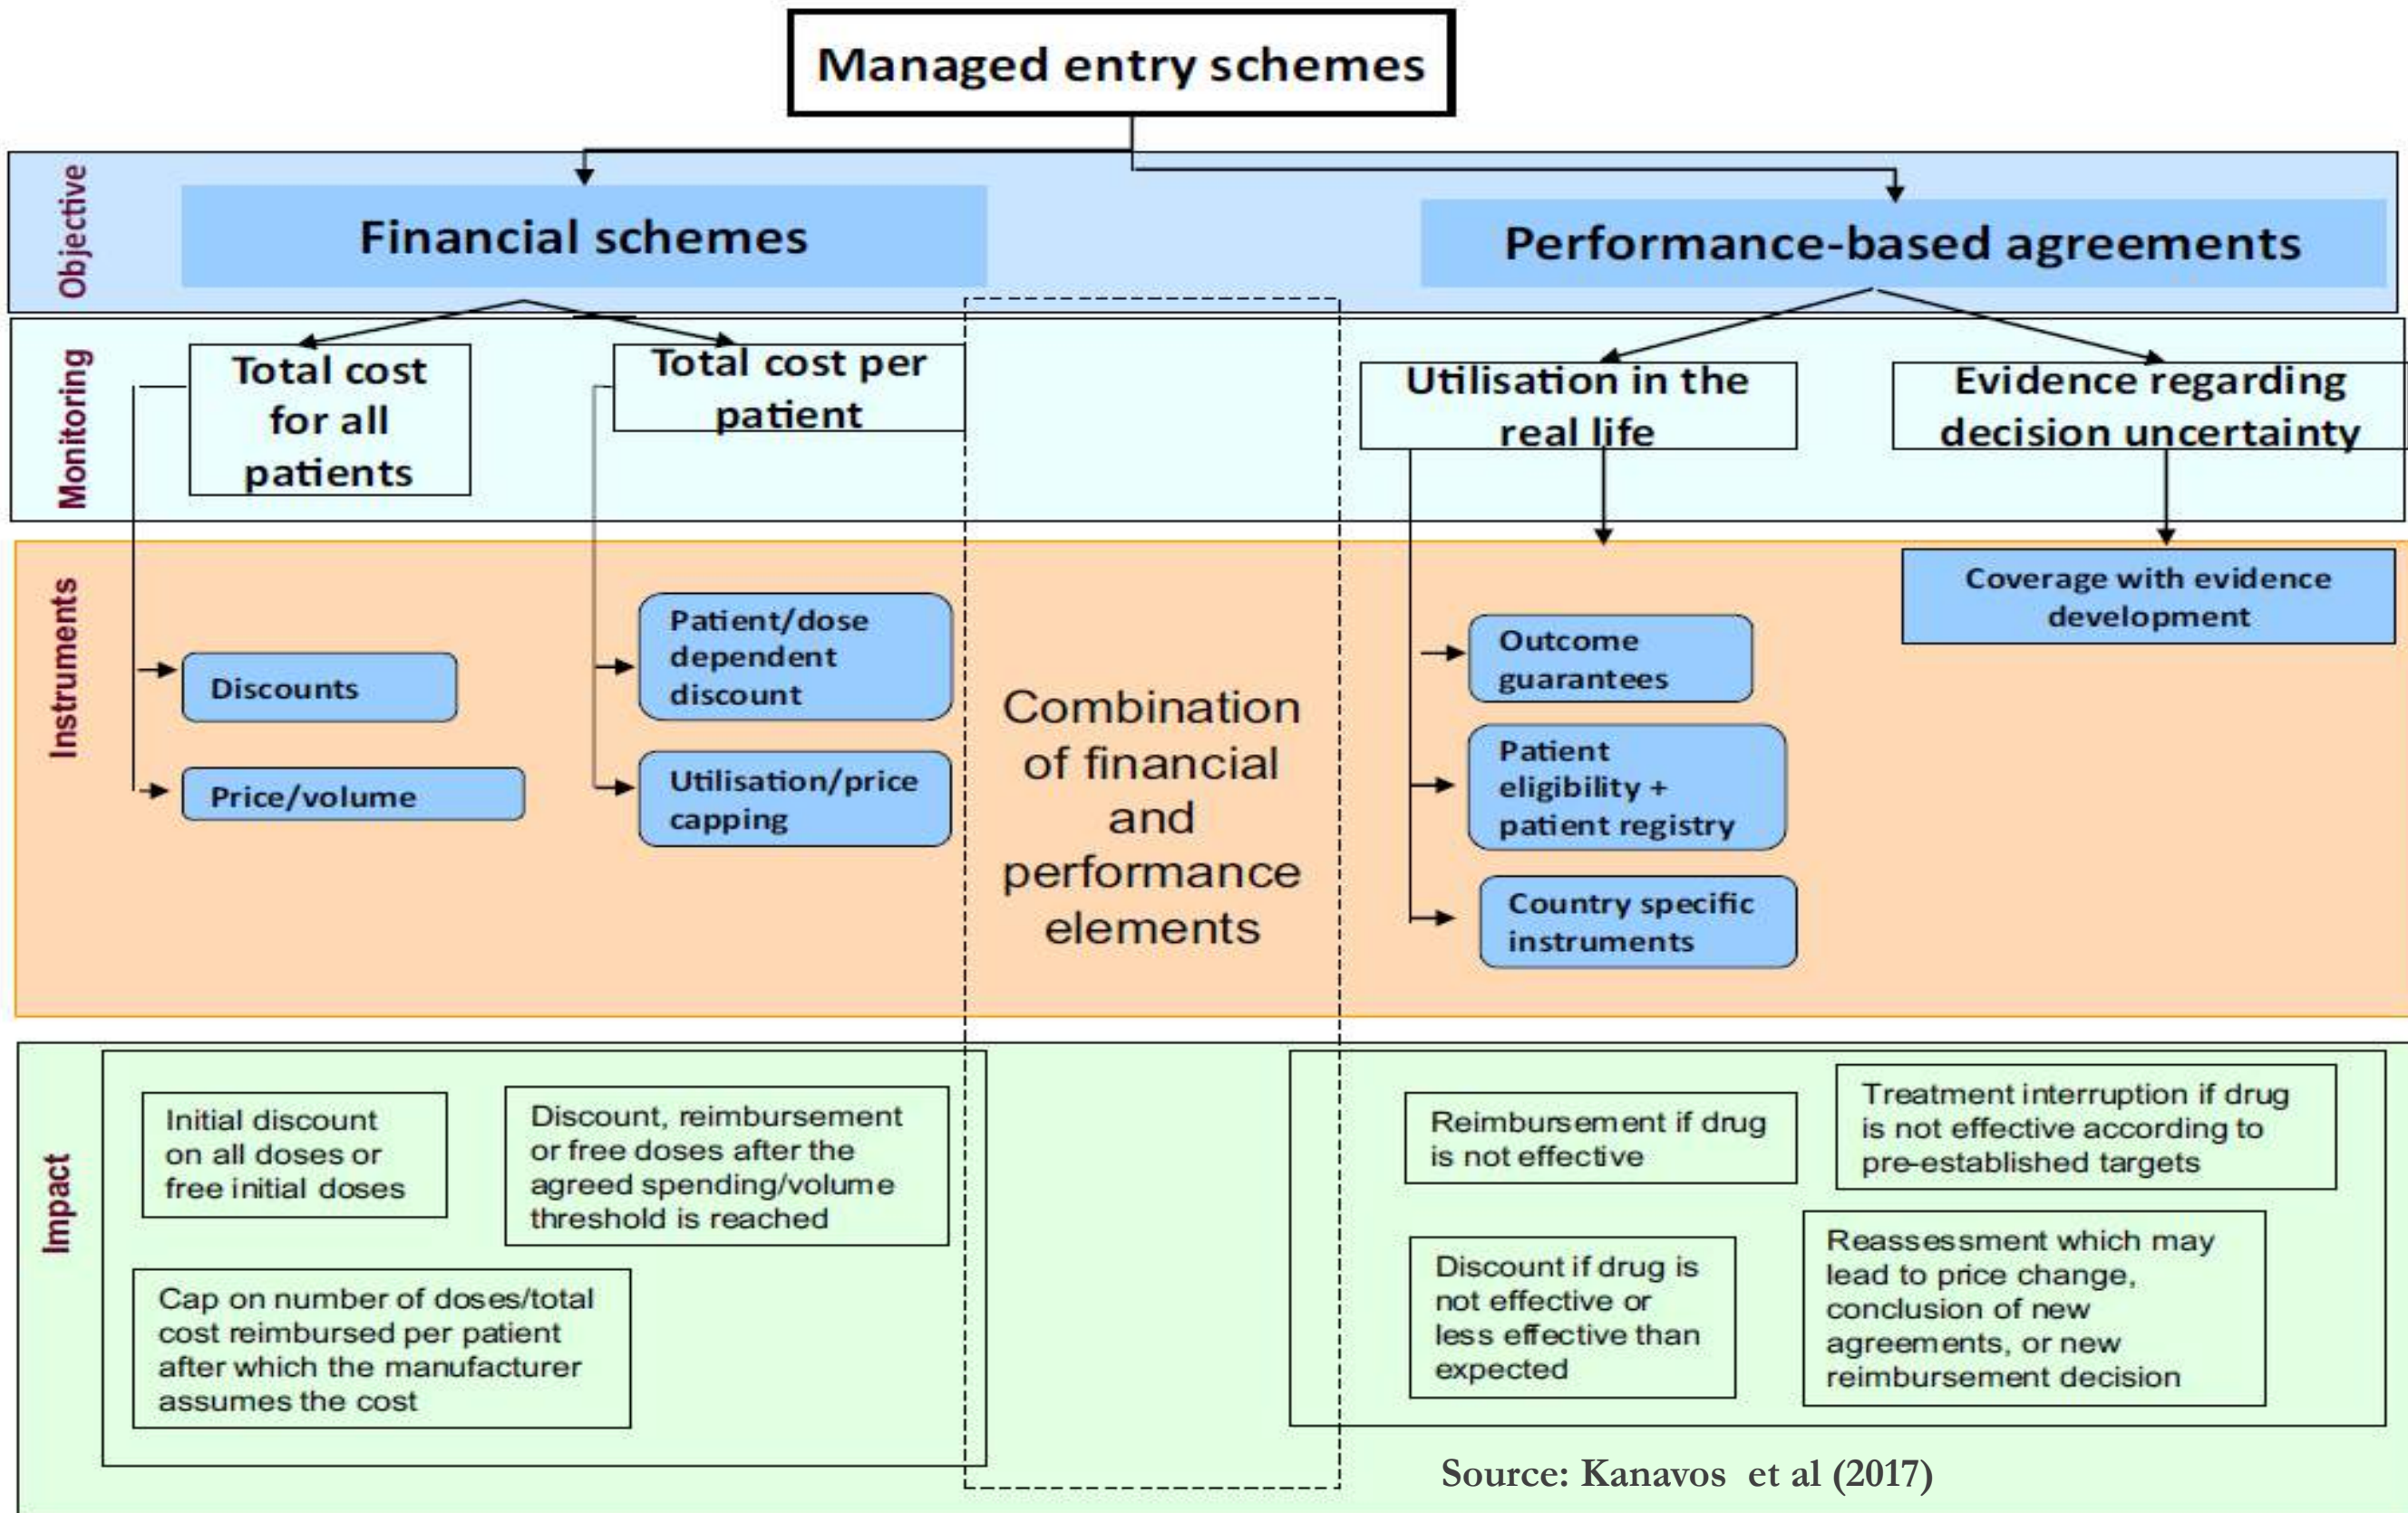 Managed entry schemes
Objective
Financial schemes
Performance-based agreements
Monitoring
Total cost
for all
patients
Total cost per
patient
Utilisation in the
real life
Evidence regarding
decision uncertainty
Instruments
Discounts
Price/volume
Patient/dose
dependent
discount
Utilisation/price
capping
Combination
of financial
and
performance
elements
Outcome
guarantees
Patient
eligibility +
patient registry
Country specific
instruments
Coverage with evidence
development
Impact
Initial discount
on all doses or
free initial doses
Discount, reimbursement
or free doses after the
agreed spending/volume
threshold is reached
Cap on number of doses/total
cost reimbursed per patient
after which the manufacturer
assumes the cost
Reimbursement if drug
is not effective
Treatment interruption if drug
is not effective according to
pre-established targets
Discount if drug is
not effective or
less effective than
expected
Reassessment which may
lead to price change,
conclusion of new
agreements, or new
reimbursement decision
Source: Kanavos et al (2017)